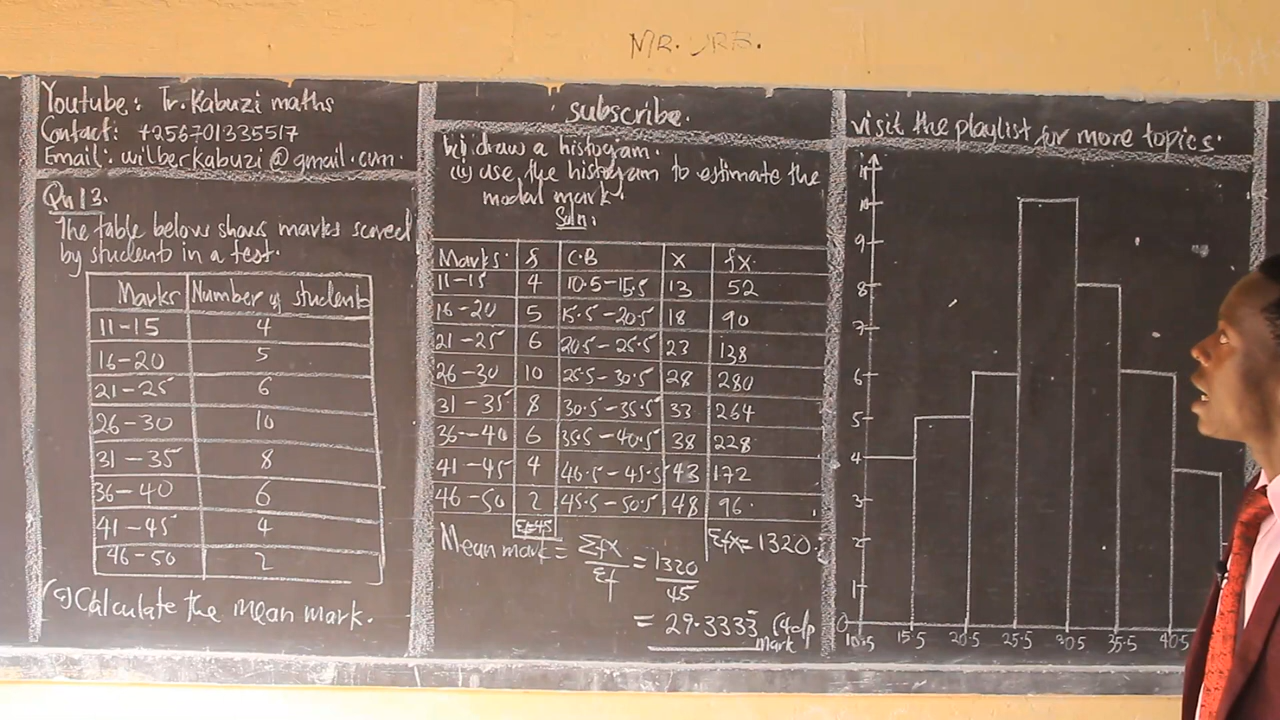 MR. JRB.
Youtube: Tr. Kabuzi maths
Contact: +256701335517
Email: wilberkabuzi@gmail.com.
Qn 13.
The table below shows marks scored
by students in a test.
Marks Number of students
11-15 4
16-20 5
21-25 6
26-30 10
31-35 8
36-40 6
41-45 4
46-50 2
(a) Calculate the mean mark.
subscribe.
b(i) draw a histogram.
(ii) use the histogram to estimate the
modal mark.
Soln:
Marks. f C.B X fx.
11-15 4 10.5-15.5 13 52
16-20 5 15.5-20.5 18 90
21-25 6 20.5-25.5 23 138
26-30 10 25.5-30.5 28 280
31-35 8 30.5-35.5 33 264
36-40 6 35.5-40.5 38 228
41-45 4 40.5-45.5 43 172
46-50 2 45.5-50.5 48 96.
Σf=45
Σfx=1320.
Mean mark = Σfx/Σf = 1320/45
= 29.3333 (4dp
mark
visit the playlist for more topics.
11
10
9
8
7
6
5
4
3
2
1
0
10.5 15.5 20.5 25.5 30.5 35.5 40.5